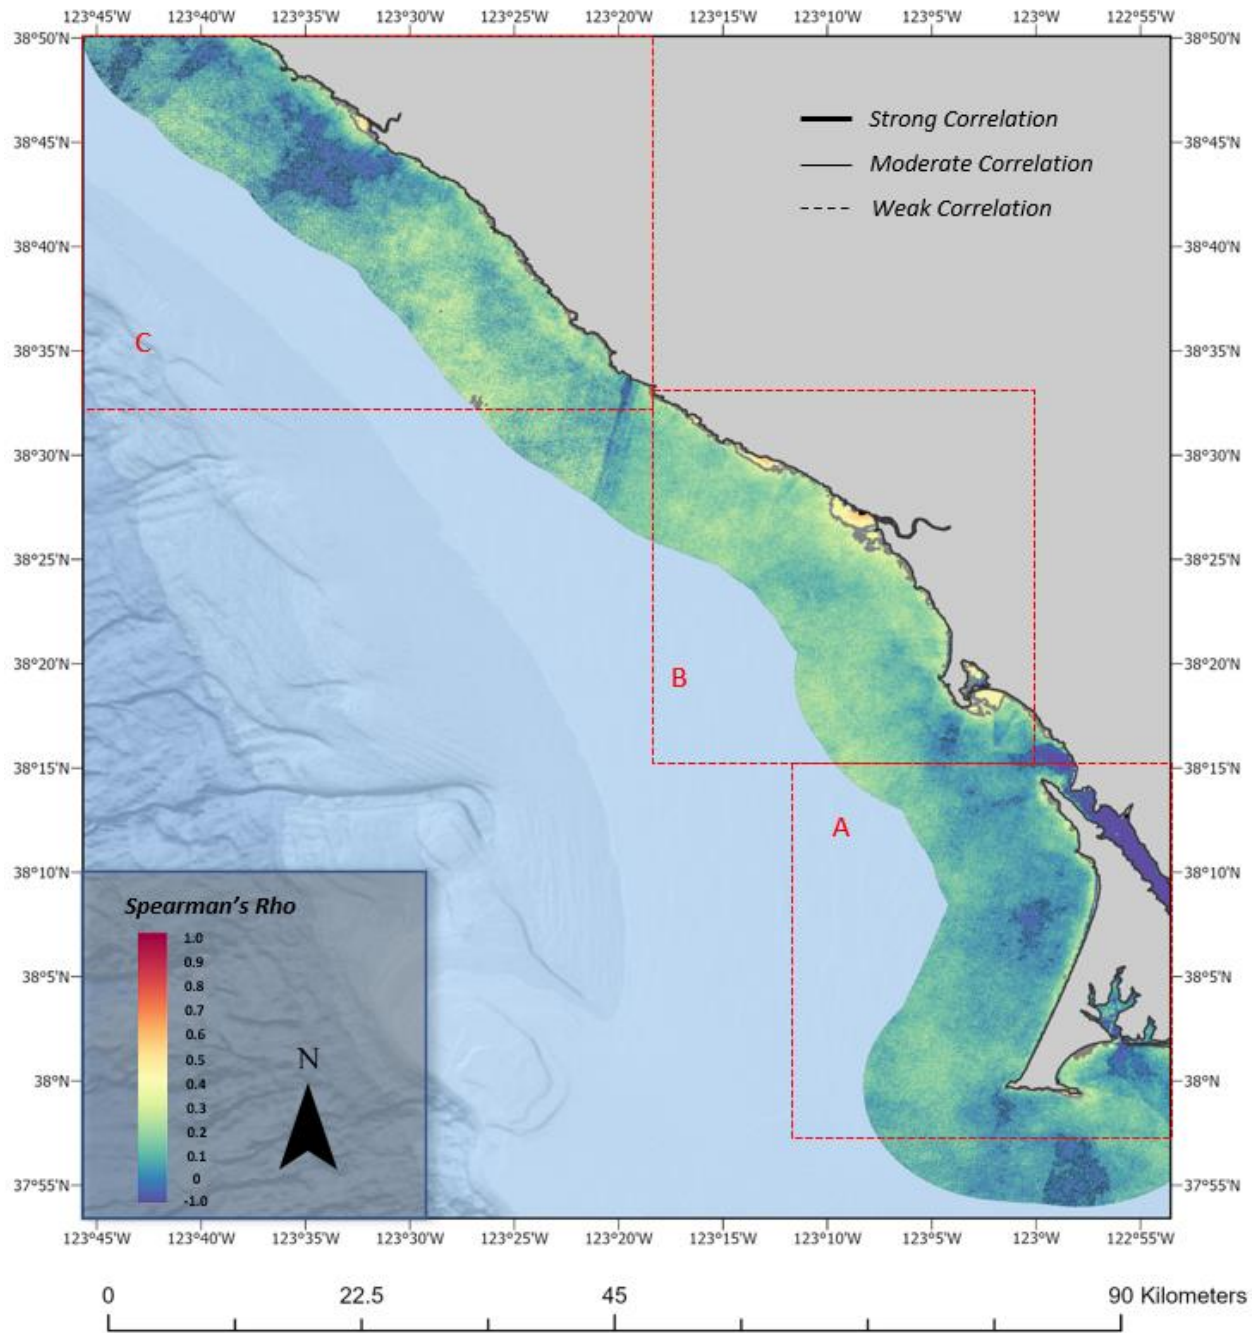 123°45'W 123°40'W 123°35'W 123°30'W 123°25'W 123°20'W 123°15'W 123°10'W 123°5'W 123°W 122°55'W
38°50'N 38°50'N
Strong Correlation
38°45'N 38°45'N
Moderate Correlation
Weak Correlation
38°40'N 38°40'N
C
38°35'N 38°35'N
38°30'N 38°30'N
38°25'N 38°25'N
38°20'N 38°20'N
B
38°15'N 38°15'N
A
38°10'N 38°10'N
Spearman's Rho
1.0
0.9
38°5'N 38°5'N
0.8
0.7
0.6
0.5
N
38°N 38°N
0.4
0.3
0.2
0.1
0
37°55'N 37°55'N
-1.0
123°45'W 123°40'W 123°35'W 123°30'W 123°25'W 123°20'W 123°15'W 123°10'W 123°5'W 123°W 122°55'W
0 22.5 45 90 Kilometers